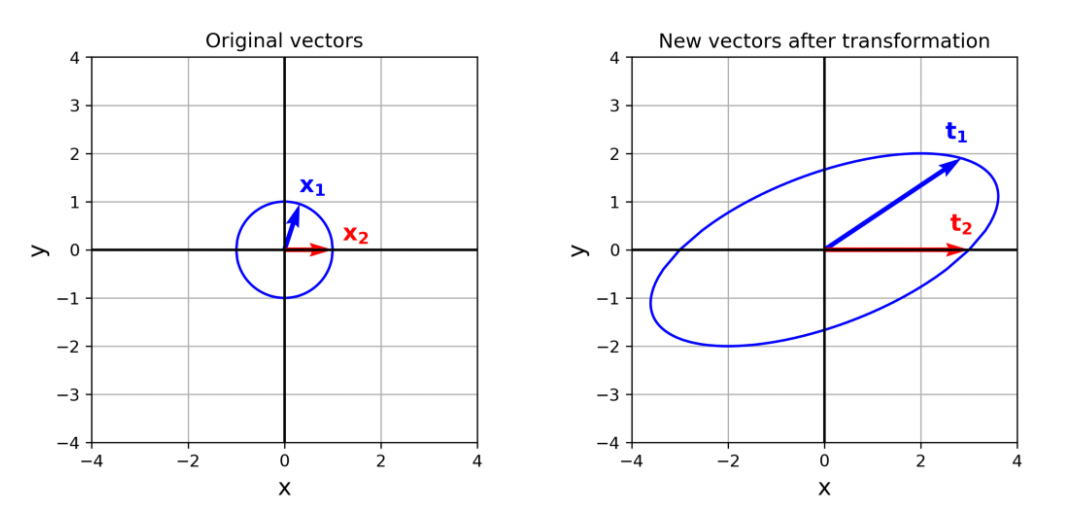 Original vectors
4
3
2
1
0
−1
−2
−3
−4
−4 −2 0 2 4
x
y
x1
x2
New vectors after transformation
4
3
2
1
0
−1
−2
−3
−4
−4 −2 0 2 4
x
y
t1
t2